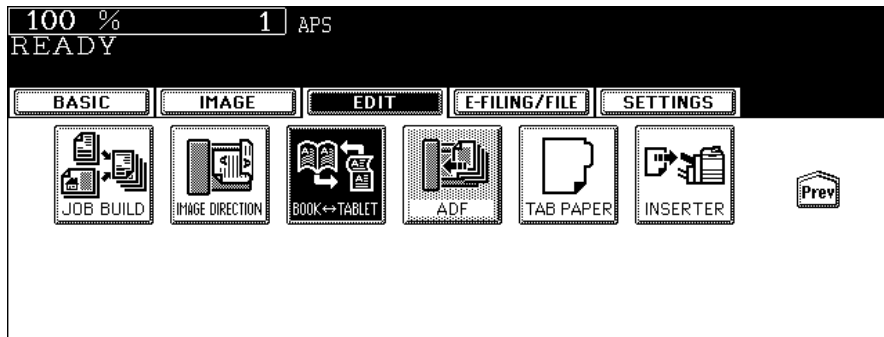 100 % 1 APS
READY
BASIC IMAGE EDIT E-FILING/FILE SETTINGS
JOB BUILD IMAGE DIRECTION BOOK↔TABLET ADF TAB PAPER INSERTER Prev